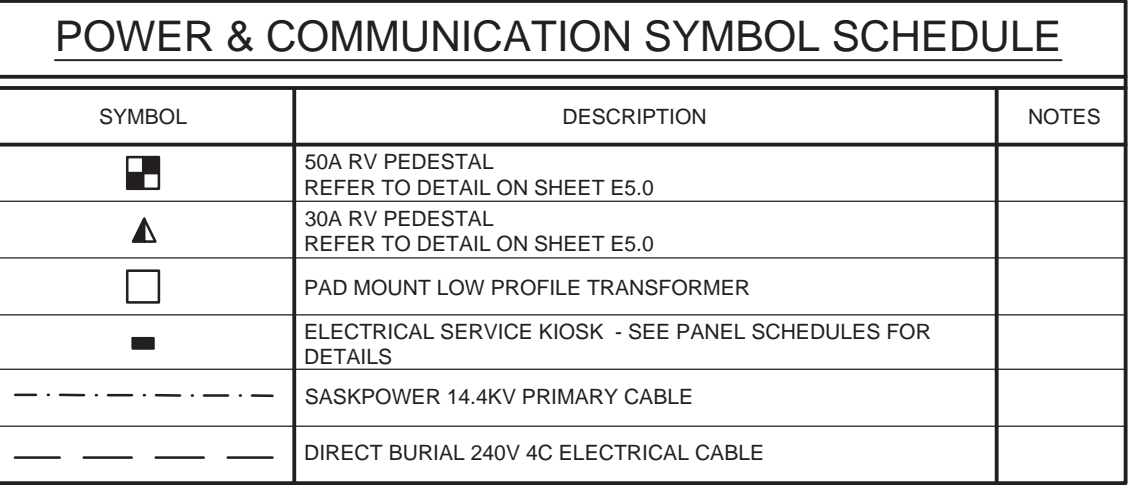 POWER & COMMUNICATION SYMBOL SCHEDULE
SYMBOL DESCRIPTION NOTES
50A RV PEDESTAL
REFER TO DETAIL ON SHEET E5.0
30A RV PEDESTAL
REFER TO DETAIL ON SHEET E5.0
PAD MOUNT LOW PROFILE TRANSFORMER
ELECTRICAL SERVICE KIOSK - SEE PANEL SCHEDULES FOR
DETAILS
SASKPOWER 14.4KV PRIMARY CABLE
DIRECT BURIAL 240V 4C ELECTRICAL CABLE